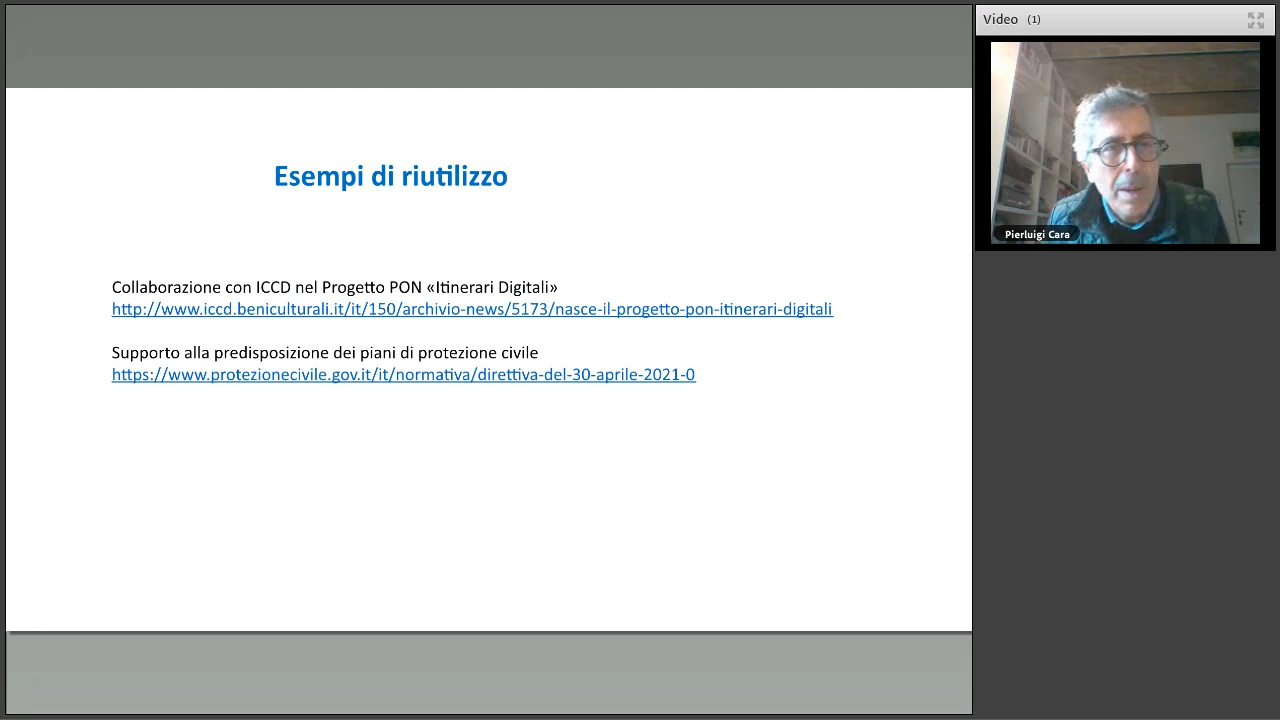 Esempi di riutilizzo
Collaborazione con ICCD nel Progetto PON «Itinerari Digitali»
http://www.iccd.beniculturali.it/it/150/archivio-news/5173/nasce-il-progetto-pon-itinerari-digitali
Supporto alla predisposizione dei piani di protezione civile
https://www.protezionecivile.gov.it/it/normativa/direttiva-del-30-aprile-2021-0
Video (1)
Pierluigi Cara